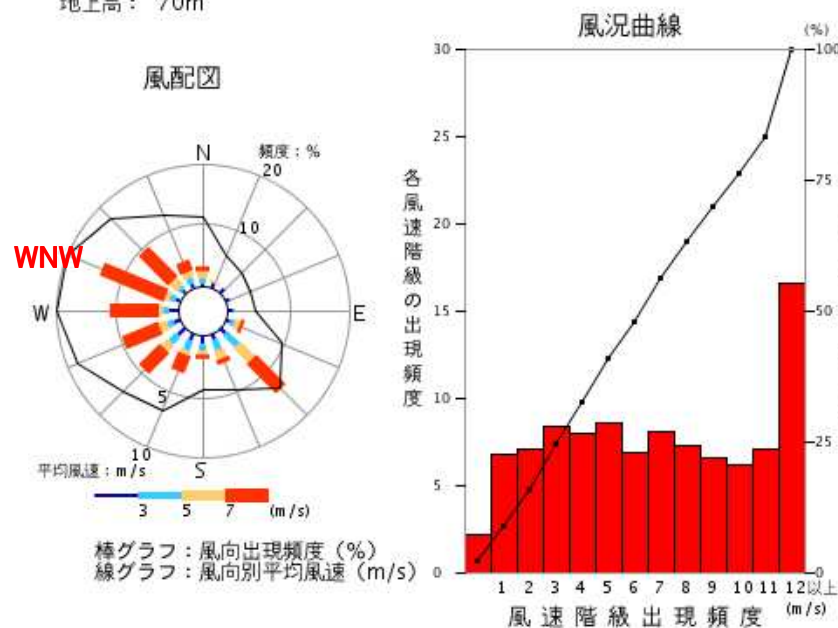 地上高： 70m
風配図
N
頻度：%
20
10
WNW
W
E
5
10
S
平均風速：m/s
3 5 7 (m/s)
棒グラフ：風向出現頻度（%）
線グラフ：風向別平均風速（m/s）
風況曲線
(%)
30
25
20
15
10
5
0
各風速階級の出現頻度
100
75
50
25
0
1 2 3 4 5 6 7 8 9 10 11 12以上
(m/s)
風速階級出現頻度